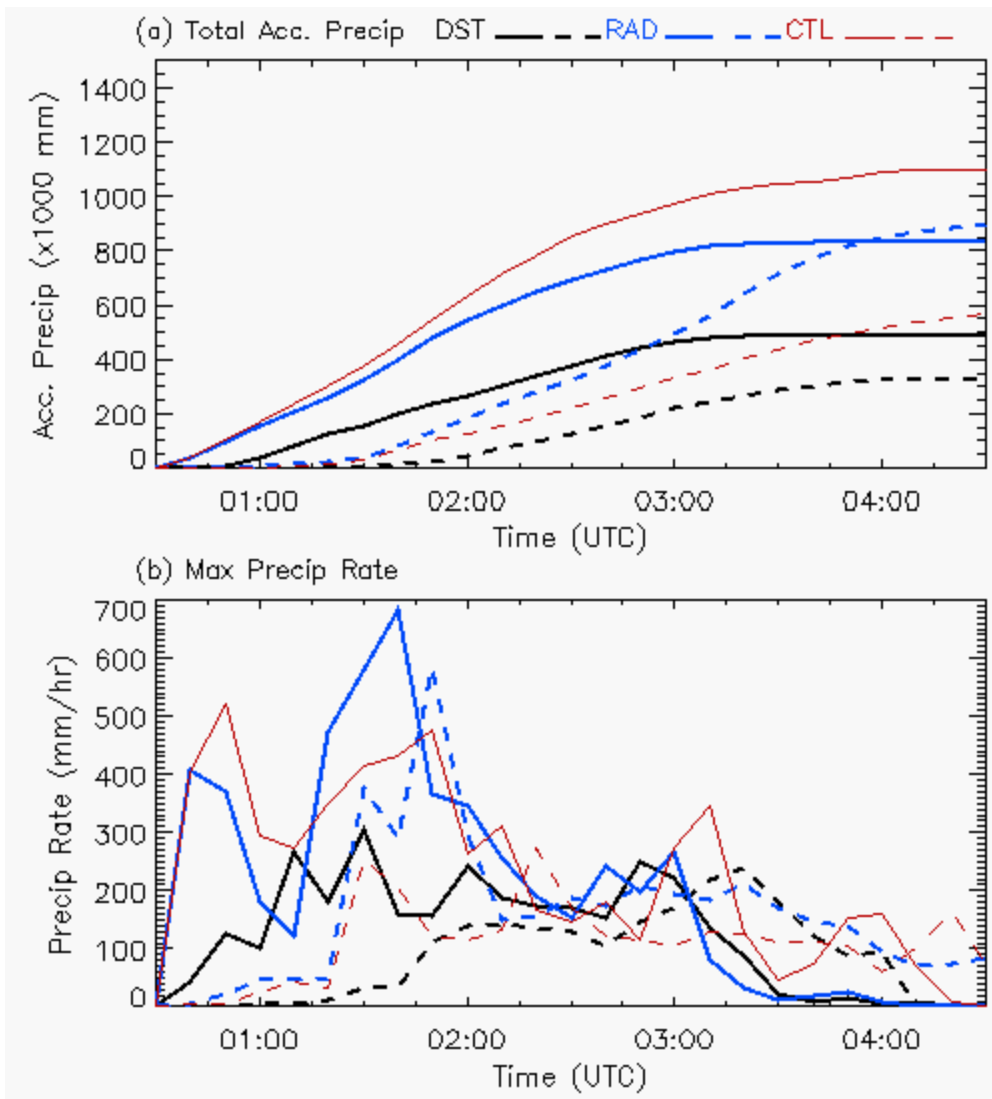 (a) Total Acc. Precip DST RAD CTL
1400
1200
1000
800
600
400
200
0
Acc. Precip (x1000 mm)
01:00 02:00 03:00 04:00
Time (UTC)
(b) Max Precip Rate
700
600
500
400
300
200
100
0
Precip Rate (mm/hr)
01:00 02:00 03:00 04:00
Time (UTC)